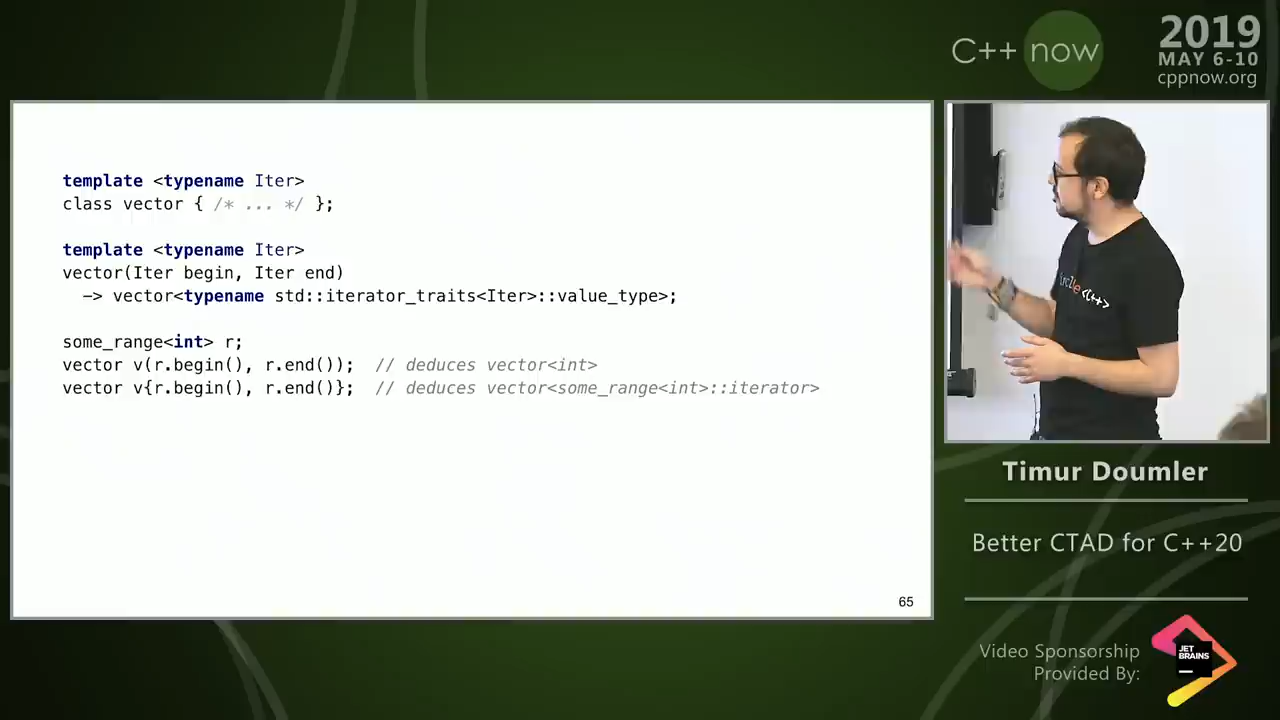 C++ now
2019
MAY 6-10
cppnow.org
template <typename Iter>
class vector { /* ... */ };
template <typename Iter>
vector(Iter begin, Iter end)
-> vector<typename std::iterator_traits<Iter>::value_type>;
some_range<int> r;
vector v(r.begin(), r.end()); // deduces vector<int>
vector v{r.begin(), r.end()}; // deduces vector<some_range<int>::iterator>
65
Timur Doumler
Better CTAD for C++20
Video Sponsorship
Provided By:
JET
BRAINS